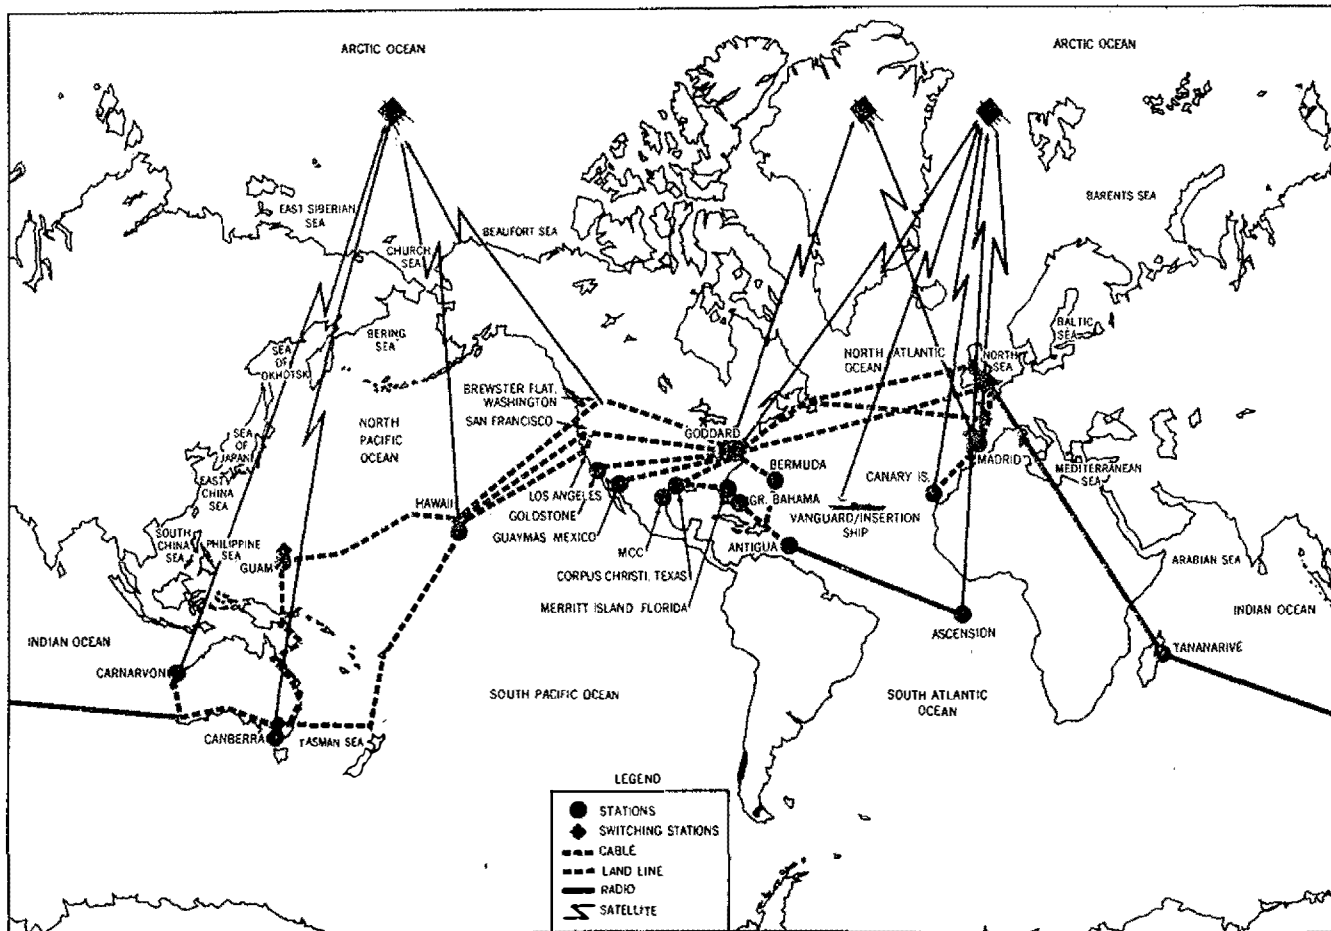 ARCTIC OCEAN
ARCTIC OCEAN
EAST SIBERIAN
SEA
BEAUFORT SEA
BARENTS SEA
CHURCH
SEA
BERING
SEA
SEA
OF
OKHOTSK
BALTIC
SEA
NORTH ATLANTIC
OCEAN
NORTH
SEA
BREWSTER FLAT,
WASHINGTON
SAN FRANCISCO
NORTH
PACIFIC
OCEAN
GODDARD
SEA
OF
JAPAN
EAST
CHINA
SEA
BERMUDA
MADRID
MEDITERRANEAN
SEA
CANARY IS.
LOS ANGELES
GOLDSTONE
GR. BAHAMA
HAWAII
GUAYMAS MEXICO
VANGUARD/INSERTION
SHIP
SOUTH
CHINA
SEA
PHILIPPINE
SEA
GUAM
MCC
ANTIGUA
ARABIAN SEA
CORPUS CHRISTI, TEXAS
MERRITT ISLAND FLORIDA
ASCENSION
INDIAN OCEAN
INDIAN OCEAN
TANANARIVE
CARNARVON
SOUTH PACIFIC OCEAN
SOUTH ATLANTIC
OCEAN
CANBERRA
TASMAN SEA
LEGEND
STATIONS
SWITCHING STATIONS
CABLE
LAND LINE
RADIO
SATELLITE